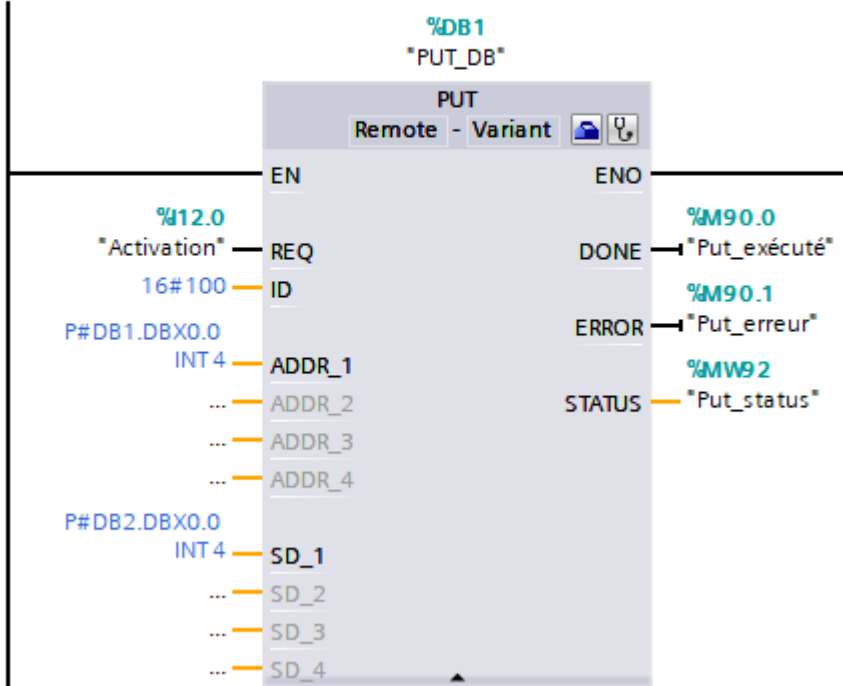 %DB1
"PUT_DB"
PUT
Remote - Variant
EN ENO
%I12.0
"Activation" REQ
16#100 ID
%M90.0
DONE "Put_exécuté"
%M90.1
ERROR "Put_erreur"
P#DB1.DBX0.0
INT 4 ADDR_1
... ADDR_2
... ADDR_3
... ADDR_4
%MW92
STATUS "Put_status"
P#DB2.DBX0.0
INT 4 SD_1
... SD_2
... SD_3
... SD_4